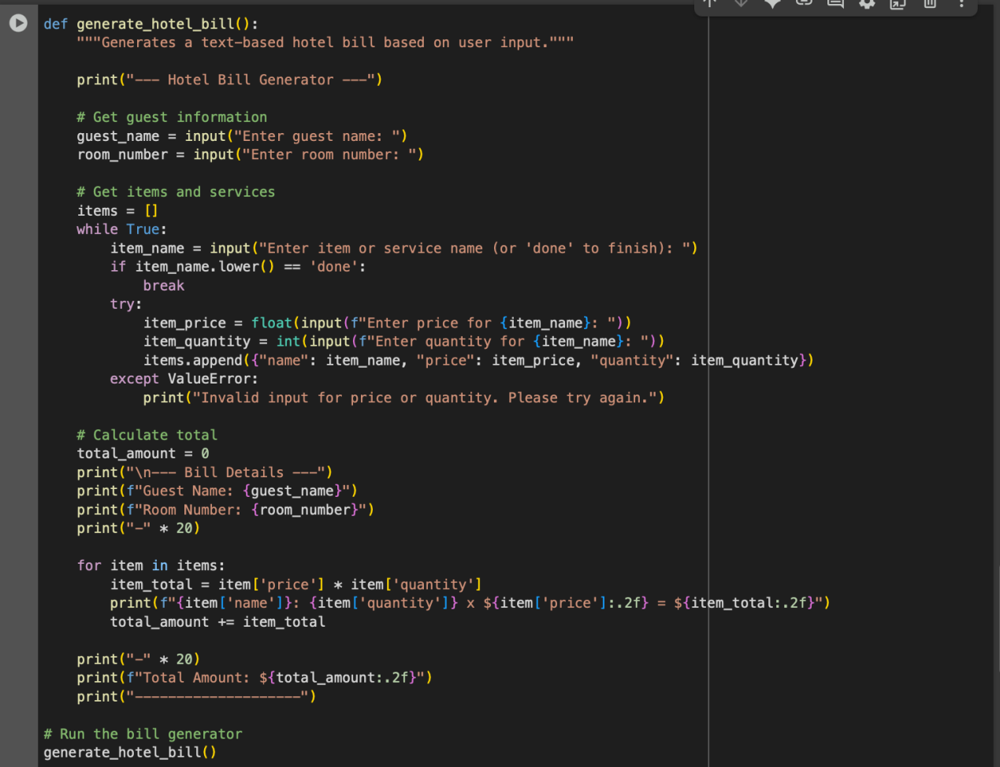 def generate_hotel_bill():
    """Generates a text-based hotel bill based on user input."""

    print("--- Hotel Bill Generator ---")

    # Get guest information
    guest_name = input("Enter guest name: ")
    room_number = input("Enter room number: ")

    # Get items and services
    items = []
    while True:
        item_name = input("Enter item or service name (or 'done' to finish): ")
        if item_name.lower() == 'done':
            break
        try:
            item_price = float(input(f"Enter price for {item_name}: "))
            item_quantity = int(input(f"Enter quantity for {item_name}: "))
            items.append({"name": item_name, "price": item_price, "quantity": item_quantity})
        except ValueError:
            print("Invalid input for price or quantity. Please try again.")

    # Calculate total
    total_amount = 0
    print("\n--- Bill Details ---")
    print(f"Guest Name: {guest_name}")
    print(f"Room Number: {room_number}")
    print("-" * 20)

    for item in items:
        item_total = item['price'] * item['quantity']
        print(f"{item['name']}: {item['quantity']} x ${item['price']:.2f} = ${item_total:.2f}")
        total_amount += item_total

    print("-" * 20)
    print(f"Total Amount: ${total_amount:.2f}")
    print("--------------------")

# Run the bill generator
generate_hotel_bill()